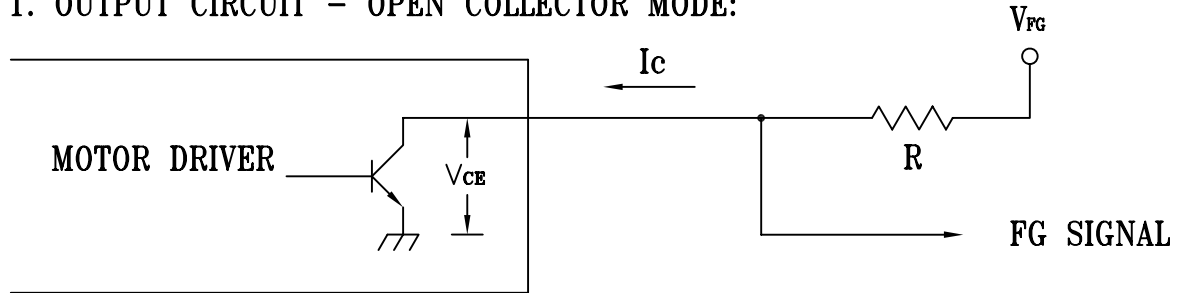 1. OUTPUT CIRCUIT - OPEN COLLECTOR MODE:
VFG
Ic
MOTOR DRIVER
VCE
R
FG SIGNAL